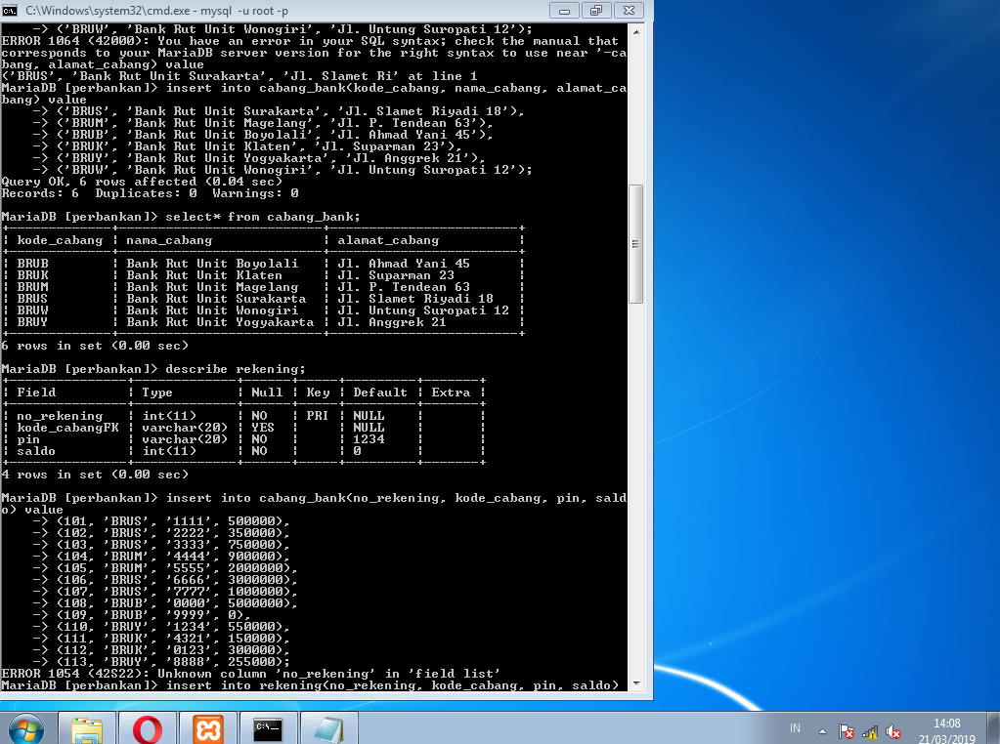 C:\Windows\system32\cmd.exe - mysql -u root -p
-> ('BRUW', 'Bank Rut Unit Wonogiri', 'Jl. Untung Suropati 12');
ERROR 1064 (42000): You have an error in your SQL syntax; check the manual that
corresponds to your MariaDB server version for the right syntax to use near '-ca
bang, alamat_cabang) value
('BRUS', 'Bank Rut Unit Surakarta', 'Jl. Slamet Ri' at line 1
MariaDB [perbankan]> insert into cabang_bank(kode_cabang, nama_cabang, alamat_ca
bang) value
-> ('BRUS', 'Bank Rut Unit Surakarta', 'Jl. Slamet Riyadi 18'),
-> ('BRUM', 'Bank Rut Unit Magelang', 'Jl. P. Tendean 63'),
-> ('BRUB', 'Bank Rut Unit Boyolali', 'Jl. Ahmad Yani 45'),
-> ('BRUK', 'Bank Rut Unit Klaten', 'Jl. Suparman 23'),
-> ('BRUY', 'Bank Rut Unit Yogyakarta', 'Jl. Anggrek 21'),
-> ('BRUW', 'Bank Rut Unit Wonogiri', 'Jl. Untung Suropati 12');
Query OK, 6 rows affected (0.04 sec)
Records: 6  Duplicates: 0  Warnings: 0
MariaDB [perbankan]> select* from cabang_bank;
| kode_cabang | nama_cabang | alamat_cabang |
| BRUB | Bank Rut Unit Boyolali | Jl. Ahmad Yani 45 |
| BRUK | Bank Rut Unit Klaten | Jl. Suparman 23 |
| BRUM | Bank Rut Unit Magelang | Jl. P. Tendean 63 |
| BRUS | Bank Rut Unit Surakarta | Jl. Slamet Riyadi 18 |
| BRUW | Bank Rut Unit Wonogiri | Jl. Untung Suropati 12 |
| BRUY | Bank Rut Unit Yogyakarta | Jl. Anggrek 21 |
6 rows in set (0.00 sec)
MariaDB [perbankan]> describe rekening;
| Field | Type | Null | Key | Default | Extra |
| no_rekening | int(11) | NO | PRI | NULL | |
| kode_cabangFK | varchar(20) | YES | | NULL | |
| pin | varchar(20) | NO | | 1234 | |
| saldo | int(11) | NO | | 0 | |
4 rows in set (0.00 sec)
MariaDB [perbankan]> insert into cabang_bank(no_rekening, kode_cabang, pin, sald
o) value
-> (101, 'BRUS', '1111', 500000),
-> (102, 'BRUS', '2222', 350000),
-> (103, 'BRUS', '3333', 750000),
-> (104, 'BRUM', '4444', 900000),
-> (105, 'BRUM', '5555', 2000000),
-> (106, 'BRUS', '6666', 3000000),
-> (107, 'BRUS', '7777', 1000000),
-> (108, 'BRUB', '0000', 5000000),
-> (109, 'BRUB', '9999', 0),
-> (110, 'BRUY', '1234', 550000),
-> (111, 'BRUK', '4321', 150000),
-> (112, 'BRUK', '0123', 300000),
-> (113, 'BRUY', '8888', 255000);
ERROR 1054 (42S22): Unknown column 'no_rekening' in 'field list'
MariaDB [perbankan]> insert into rekening(no_rekening, kode_cabang, pin, saldo)
IN
14:08
21/03/2019